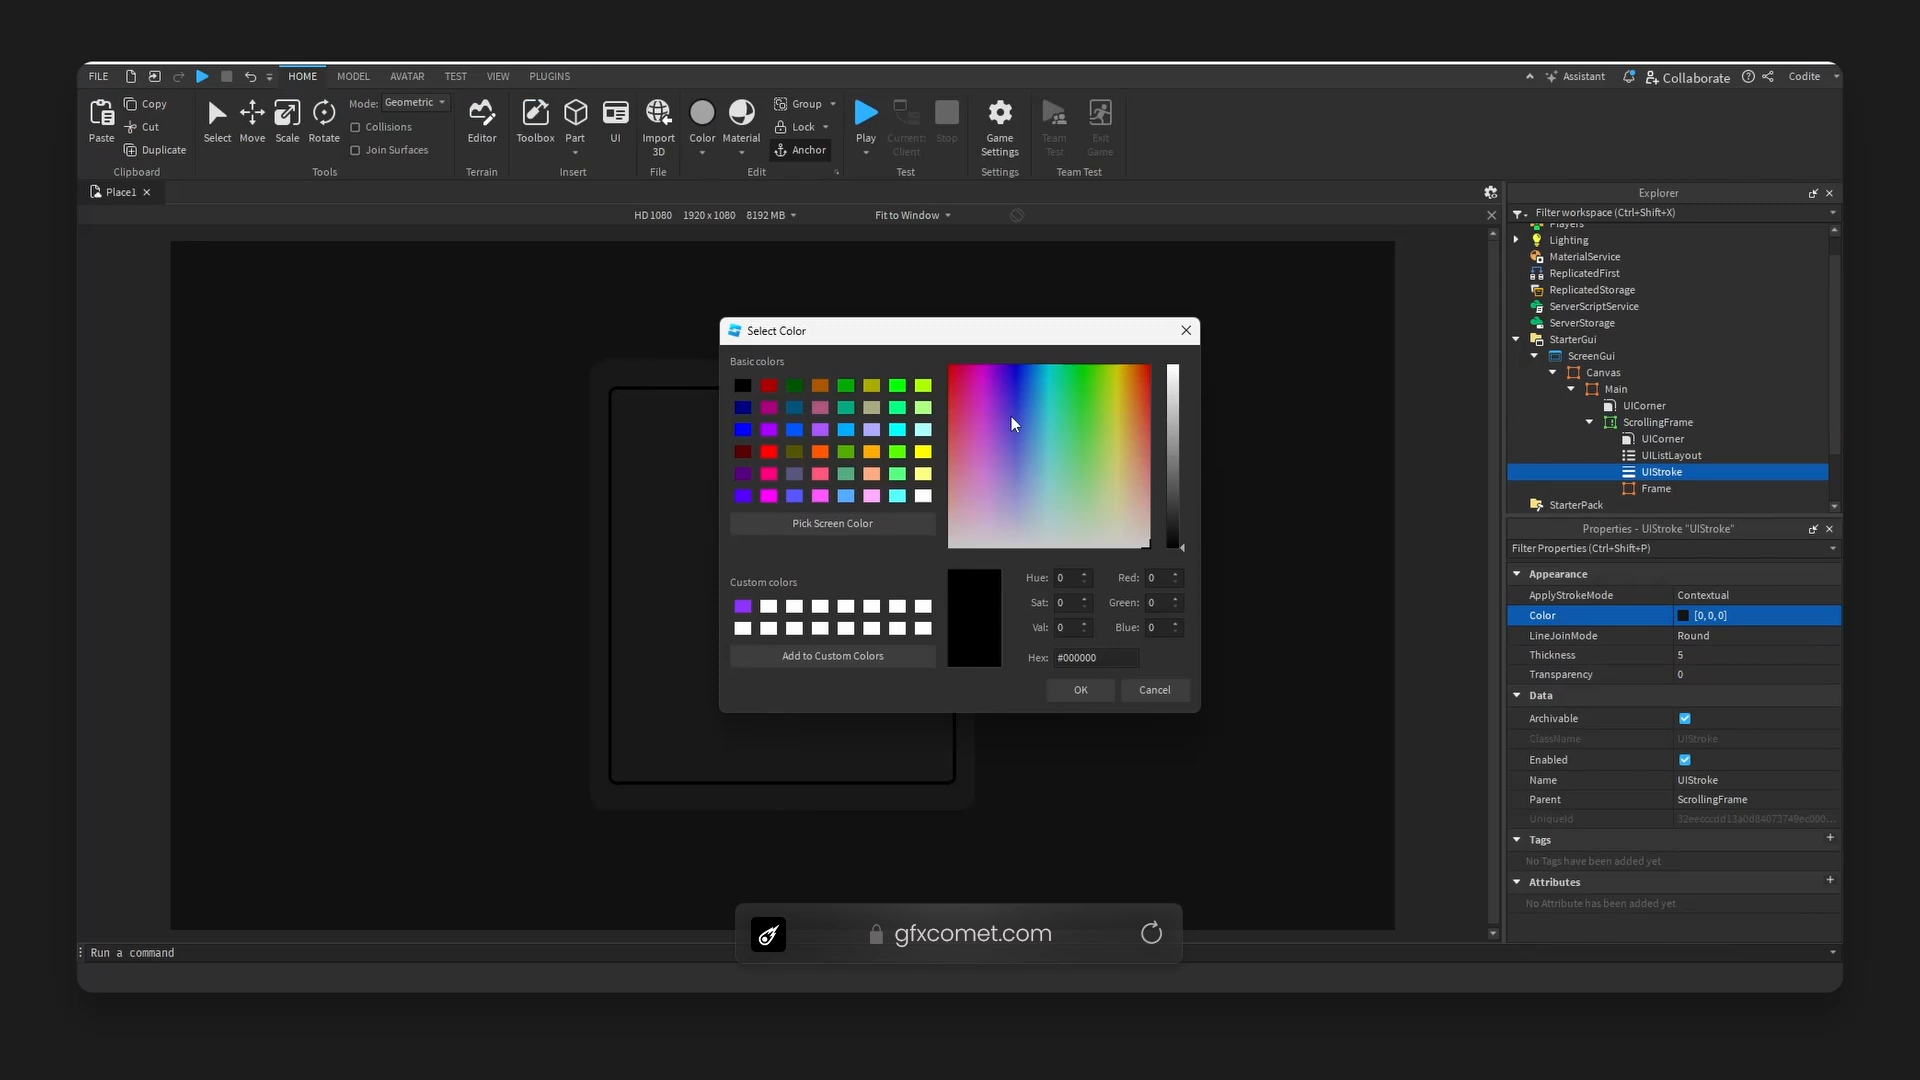 FILE HOME MODEL AVATAR TEST VIEW PLUGINS Assistant Collaborate Codite
Paste Copy Cut Duplicate Clipboard
Select Move Scale Rotate Mode: Geometric Collisions Join Surfaces Tools
Editor Terrain
Toolbox Part UI Insert
Import 3D File
Color Material Group Lock Anchor Edit
Play Current: Client Stop Test
Game Settings Settings
Team Test Exit Game Team Test
Place1
HD 1080 1920 x 1080 8192 MB Fit to Window
Select Color
Basic colors
Pick Screen Color
Custom colors
Add to Custom Colors
Hue: 0 Red: 0
Sat: 0 Green: 0
Val: 0 Blue: 0
Hex: #000000
OK Cancel
Explorer
Filter workspace (Ctrl+Shift+X)
Players
Lighting
MaterialService
ReplicatedFirst
ReplicatedStorage
ServerScriptService
ServerStorage
StarterGui
ScreenGui
Canvas
Main
UICorner
ScrollingFrame
UICorner
UIListLayout
UIStroke
Frame
StarterPack
Properties - UIStroke "UIStroke"
Filter Properties (Ctrl+Shift+P)
Appearance
ApplyStrokeMode Contextual
Color [0, 0, 0]
LineJoinMode Round
Thickness 5
Transparency 0
Data
Archivable
ClassName UIStroke
Enabled
Name UIStroke
Parent ScrollingFrame
UniqueId
Tags
No Tags have been added yet
Attributes
No Attribute has been added yet
gfxcomet.com
Run a command